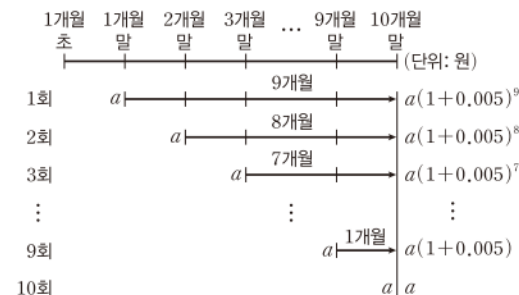 1개월 1개월 2개월 3개월 … 9개월 10개월
초 말 말 말 말 말
(단위: 원)
1회 a 9개월 a(1+0.005)⁹
2회 a 8개월 a(1+0.005)⁸
3회 a 7개월 a(1+0.005)⁷
⋮ ⋮ ⋮
9회 a 1개월 a(1+0.005)
10회 a a